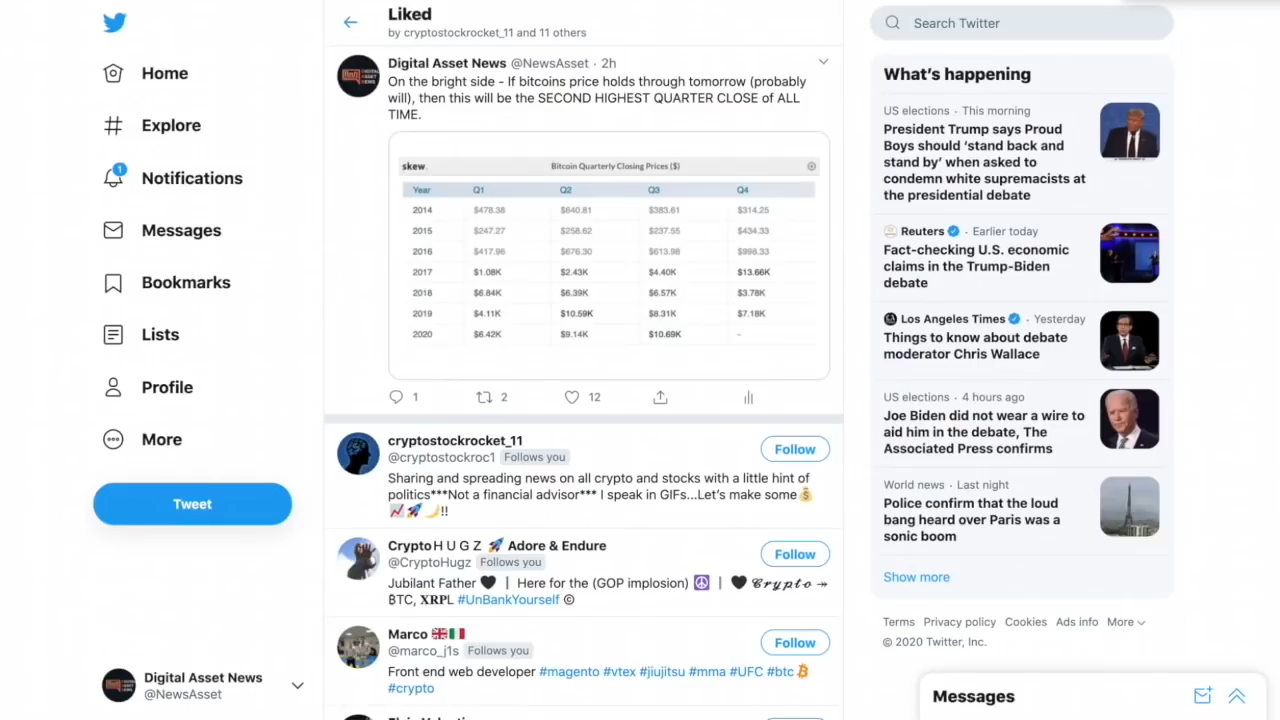 Home
Explore
1
Notifications
Messages
Bookmarks
Lists
Profile
More
Tweet
Digital Asset News
@NewsAsset
Liked
by cryptostockrocket_11 and 11 others
Digital Asset News @NewsAsset · 2h
On the bright side - If bitcoins price holds through tomorrow (probably
will), then this will be the SECOND HIGHEST QUARTER CLOSE of ALL
TIME.
skew. Bitcoin Quarterly Closing Prices ($)
Year Q1 Q2 Q3 Q4
2014 $478.38 $640.81 $383.61 $314.25
2015 $247.27 $258.62 $237.55 $434.33
2016 $417.96 $676.30 $613.98 $998.33
2017 $1.08K $2.43K $4.40K $13.66K
2018 $6.84K $6.39K $6.57K $3.78K
2019 $4.11K $10.59K $8.31K $7.18K
2020 $6.42K $9.14K $10.69K -
1 2 12
cryptostockrocket_11
@cryptostockroc1 Follows you
Follow
Sharing and spreading news on all crypto and stocks with a little hint of
politics***Not a financial advisor*** I speak in GIFs...Let's make some💰
📈🚀🌙!!
Crypto H U G Z 🚀 Adore & Endure
@CryptoHugz Follows you
Follow
Jubilant Father 🖤 | Here for the (GOP implosion) ☮️ | 🖤 𝓒𝓻𝔂𝓹𝓽𝓸 ↠
₿TC, 𝐗𝐑𝐏L #UnBankYourself ©
Marco 🇬🇧🇮🇹
@marco_j1s Follows you
Follow
Front end web developer #magento #vtex #jiujitsu #mma #UFC #btc
#crypto
Search Twitter
What's happening
US elections · This morning
President Trump says Proud
Boys should 'stand back and
stand by' when asked to
condemn white supremacists at
the presidential debate
Reuters · Earlier today
Fact-checking U.S. economic
claims in the Trump-Biden
debate
Los Angeles Times · Yesterday
Things to know about debate
moderator Chris Wallace
US elections · 4 hours ago
Joe Biden did not wear a wire to
aid him in the debate, The
Associated Press confirms
World news · Last night
Police confirm that the loud
bang heard over Paris was a
sonic boom
Show more
Terms Privacy policy Cookies Ads info More
© 2020 Twitter, Inc.
Messages